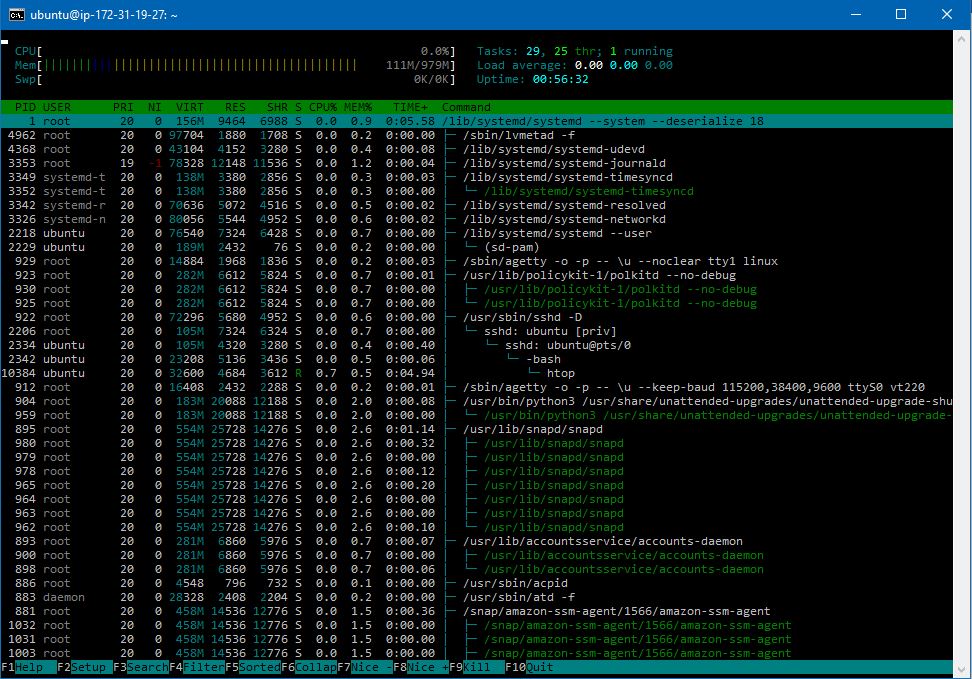 ubuntu@ip-172-31-19-27: ~
CPU[ 0.0%] Tasks: 29, 25 thr; 1 running
Mem[||||||||||||||||||||||||||||||||||||||||||||| 111M/979M] Load average: 0.00 0.00 0.00
Swp[ 0K/0K] Uptime: 00:56:32
PID USER PRI NI VIRT RES SHR S CPU% MEM% TIME+ Command
1 root 20 0 156M 9464 6988 S 0.0 0.9 0:05.58 /lib/systemd/systemd --system --deserialize 18
4962 root 20 0 97704 1880 1708 S 0.0 0.2 0:00.00 ├─ /sbin/lvmetad -f
4368 root 20 0 43104 4152 3280 S 0.0 0.4 0:00.08 ├─ /lib/systemd/systemd-udevd
3353 root 19 -1 78328 12148 11536 S 0.0 1.2 0:00.04 ├─ /lib/systemd/systemd-journald
3349 systemd-t 20 0 138M 3380 2856 S 0.0 0.3 0:00.03 ├─ /lib/systemd/systemd-timesyncd
3352 systemd-t 20 0 138M 3380 2856 S 0.0 0.3 0:00.00 │ └─ /lib/systemd/systemd-timesyncd
3342 systemd-r 20 0 70636 5072 4516 S 0.0 0.5 0:00.02 ├─ /lib/systemd/systemd-resolved
3326 systemd-n 20 0 80056 5544 4952 S 0.0 0.6 0:00.02 ├─ /lib/systemd/systemd-networkd
2218 ubuntu 20 0 76540 7324 6428 S 0.0 0.7 0:00.00 ├─ /lib/systemd/systemd --user
2229 ubuntu 20 0 189M 2432 76 S 0.0 0.2 0:00.00 │ └─ (sd-pam)
929 root 20 0 14884 1968 1836 S 0.0 0.2 0:00.03 ├─ /sbin/agetty -o -p -- \u --noclear tty1 linux
923 root 20 0 282M 6612 5824 S 0.0 0.7 0:00.01 ├─ /usr/lib/policykit-1/polkitd --no-debug
930 root 20 0 282M 6612 5824 S 0.0 0.7 0:00.00 │ ├─ /usr/lib/policykit-1/polkitd --no-debug
925 root 20 0 282M 6612 5824 S 0.0 0.7 0:00.00 │ └─ /usr/lib/policykit-1/polkitd --no-debug
922 root 20 0 72296 5680 4952 S 0.0 0.6 0:00.00 ├─ /usr/sbin/sshd -D
2206 root 20 0 105M 7324 6324 S 0.0 0.7 0:00.00 │ └─ sshd: ubuntu [priv]
2334 ubuntu 20 0 105M 4320 3280 S 0.0 0.4 0:00.40 │ └─ sshd: ubuntu@pts/0
2342 ubuntu 20 0 23208 5136 3436 S 0.0 0.5 0:00.06 │ └─ -bash
10384 ubuntu 20 0 32600 4684 3612 R 0.7 0.5 0:04.94 │ └─ htop
912 root 20 0 16408 2432 2288 S 0.0 0.2 0:00.01 ├─ /sbin/agetty -o -p -- \u --keep-baud 115200,38400,9600 ttyS0 vt220
904 root 20 0 183M 20088 12188 S 0.0 2.0 0:00.08 ├─ /usr/bin/python3 /usr/share/unattended-upgrades/unattended-upgrade-shu
959 root 20 0 183M 20088 12188 S 0.0 2.0 0:00.00 │ └─ /usr/bin/python3 /usr/share/unattended-upgrades/unattended-upgrade-
895 root 20 0 554M 25728 14276 S 0.0 2.6 0:01.14 ├─ /usr/lib/snapd/snapd
980 root 20 0 554M 25728 14276 S 0.0 2.6 0:00.32 │ ├─ /usr/lib/snapd/snapd
979 root 20 0 554M 25728 14276 S 0.0 2.6 0:00.00 │ ├─ /usr/lib/snapd/snapd
978 root 20 0 554M 25728 14276 S 0.0 2.6 0:00.12 │ ├─ /usr/lib/snapd/snapd
965 root 20 0 554M 25728 14276 S 0.0 2.6 0:00.20 │ ├─ /usr/lib/snapd/snapd
964 root 20 0 554M 25728 14276 S 0.0 2.6 0:00.00 │ ├─ /usr/lib/snapd/snapd
963 root 20 0 554M 25728 14276 S 0.0 2.6 0:00.00 │ ├─ /usr/lib/snapd/snapd
962 root 20 0 554M 25728 14276 S 0.0 2.6 0:00.10 │ └─ /usr/lib/snapd/snapd
893 root 20 0 281M 6860 5976 S 0.0 0.7 0:00.07 ├─ /usr/lib/accountsservice/accounts-daemon
900 root 20 0 281M 6860 5976 S 0.0 0.7 0:00.00 │ ├─ /usr/lib/accountsservice/accounts-daemon
898 root 20 0 281M 6860 5976 S 0.0 0.7 0:00.06 │ └─ /usr/lib/accountsservice/accounts-daemon
886 root 20 0 4548 796 732 S 0.0 0.1 0:00.00 ├─ /usr/sbin/acpid
883 daemon 20 0 28328 2408 2204 S 0.0 0.2 0:00.00 ├─ /usr/sbin/atd -f
881 root 20 0 458M 14536 12776 S 0.0 1.5 0:00.36 ├─ /snap/amazon-ssm-agent/1566/amazon-ssm-agent
1032 root 20 0 458M 14536 12776 S 0.0 1.5 0:00.00 │ ├─ /snap/amazon-ssm-agent/1566/amazon-ssm-agent
1031 root 20 0 458M 14536 12776 S 0.0 1.5 0:00.00 │ ├─ /snap/amazon-ssm-agent/1566/amazon-ssm-agent
1003 root 20 0 458M 14536 12776 S 0.0 1.5 0:00.00 │ ├─ /snap/amazon-ssm-agent/1566/amazon-ssm-agent
F1Help F2Setup F3SearchF4FilterF5SortedF6CollapF7Nice -F8Nice +F9Kill F10Quit